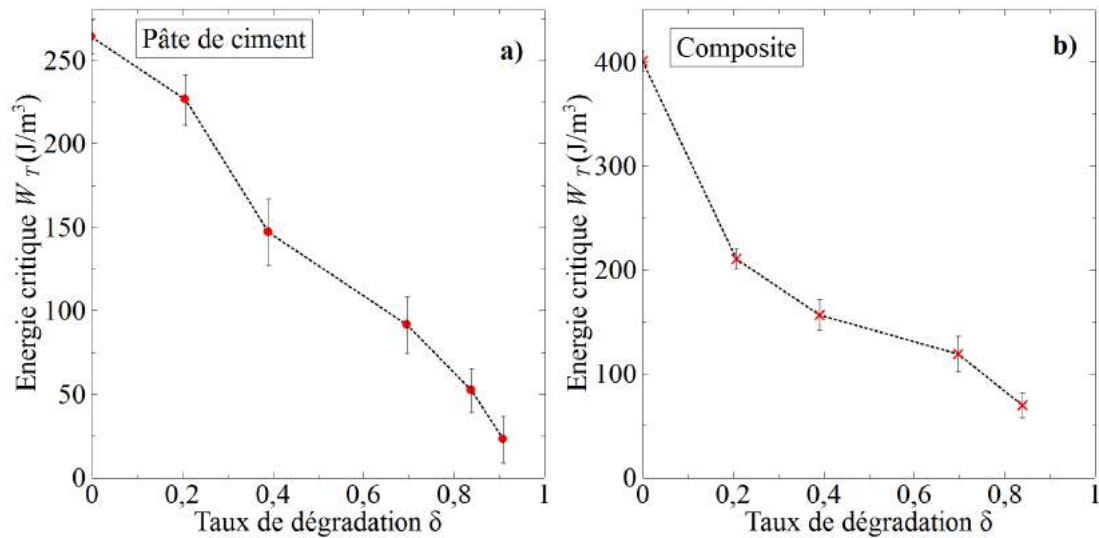 Pâte de ciment
a)
Energie critique W T (J/m³)
250
200
150
100
50
0
0 0,2 0,4 0,6 0,8 1
Taux de dégradation δ
Composite
b)
Energie critique W T (J/m³)
400
300
200
100
0
0 0,2 0,4 0,6 0,8 1
Taux de dégradation δ